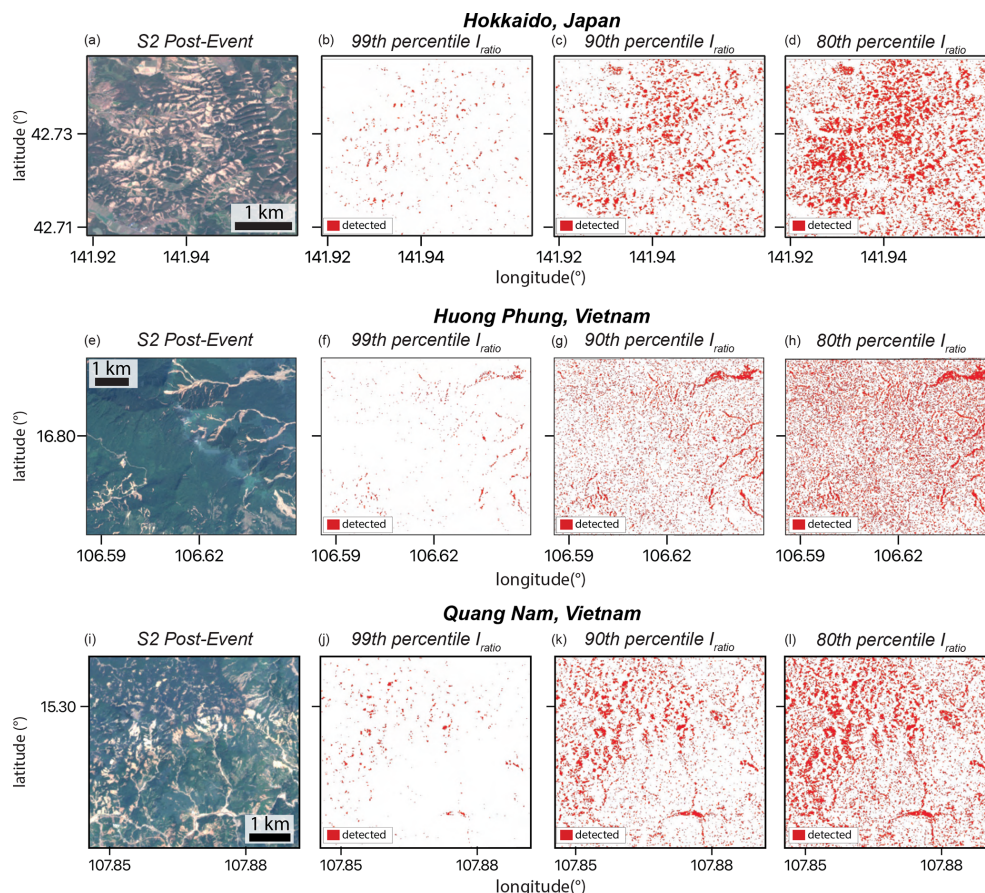 Hokkaido, Japan
(a) S2 Post-Event
(b) 99th percentile I_ratio
(c) 90th percentile I_ratio
(d) 80th percentile I_ratio
latitude (°)
42.73
42.71
1 km
detected
detected
detected
141.92 141.94
141.92 141.94
141.92 141.94
141.92 141.94
longitude(°)
Huong Phung, Vietnam
(e) S2 Post-Event
(f) 99th percentile I_ratio
(g) 90th percentile I_ratio
(h) 80th percentile I_ratio
1 km
latitude (°)
16.80
detected
detected
detected
106.59 106.62
106.59 106.62
106.59 106.62
106.59 106.62
longitude(°)
Quang Nam, Vietnam
(i) S2 Post-Event
(j) 99th percentile I_ratio
(k) 90th percentile I_ratio
(l) 80th percentile I_ratio
latitude (°)
15.30
1 km
detected
detected
detected
107.85 107.88
107.85 107.88
107.85 107.88
107.85 107.88
longitude(°)